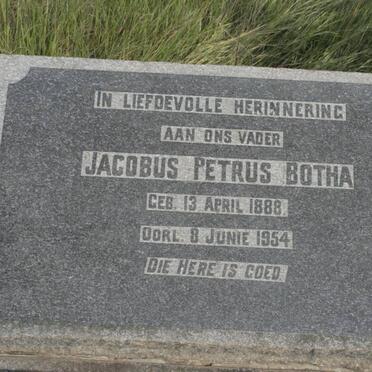 IN LIEFDEVOLLE HERINNERING
AAN ONS VADER
JACOBUS PETRUS BOTHA
GEB. 13 APRIL 1888.
OORL. 8 JUNIE 1954
DIE HERE IS GOED.